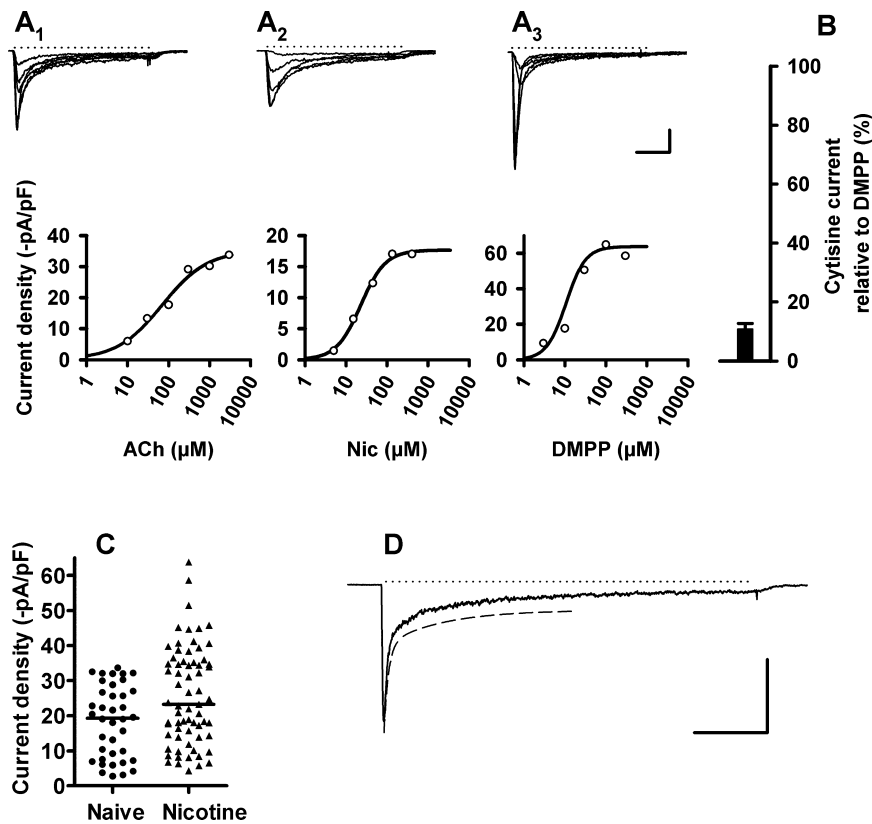 A1
A2
A3
B
Current density (-pA/pF)
40
30
20
10
0
1
10
100
1000
10000
ACh (µM)
20
15
10
5
0
1
10
100
1000
10000
Nic (µM)
60
40
20
0
1
10
100
1000
10000
DMPP (µM)
100
80
60
40
20
0
Cytisine current
relative to DMPP (%)
C
Current density (-pA/pF)
60
50
40
30
20
10
0
Naive
Nicotine
D